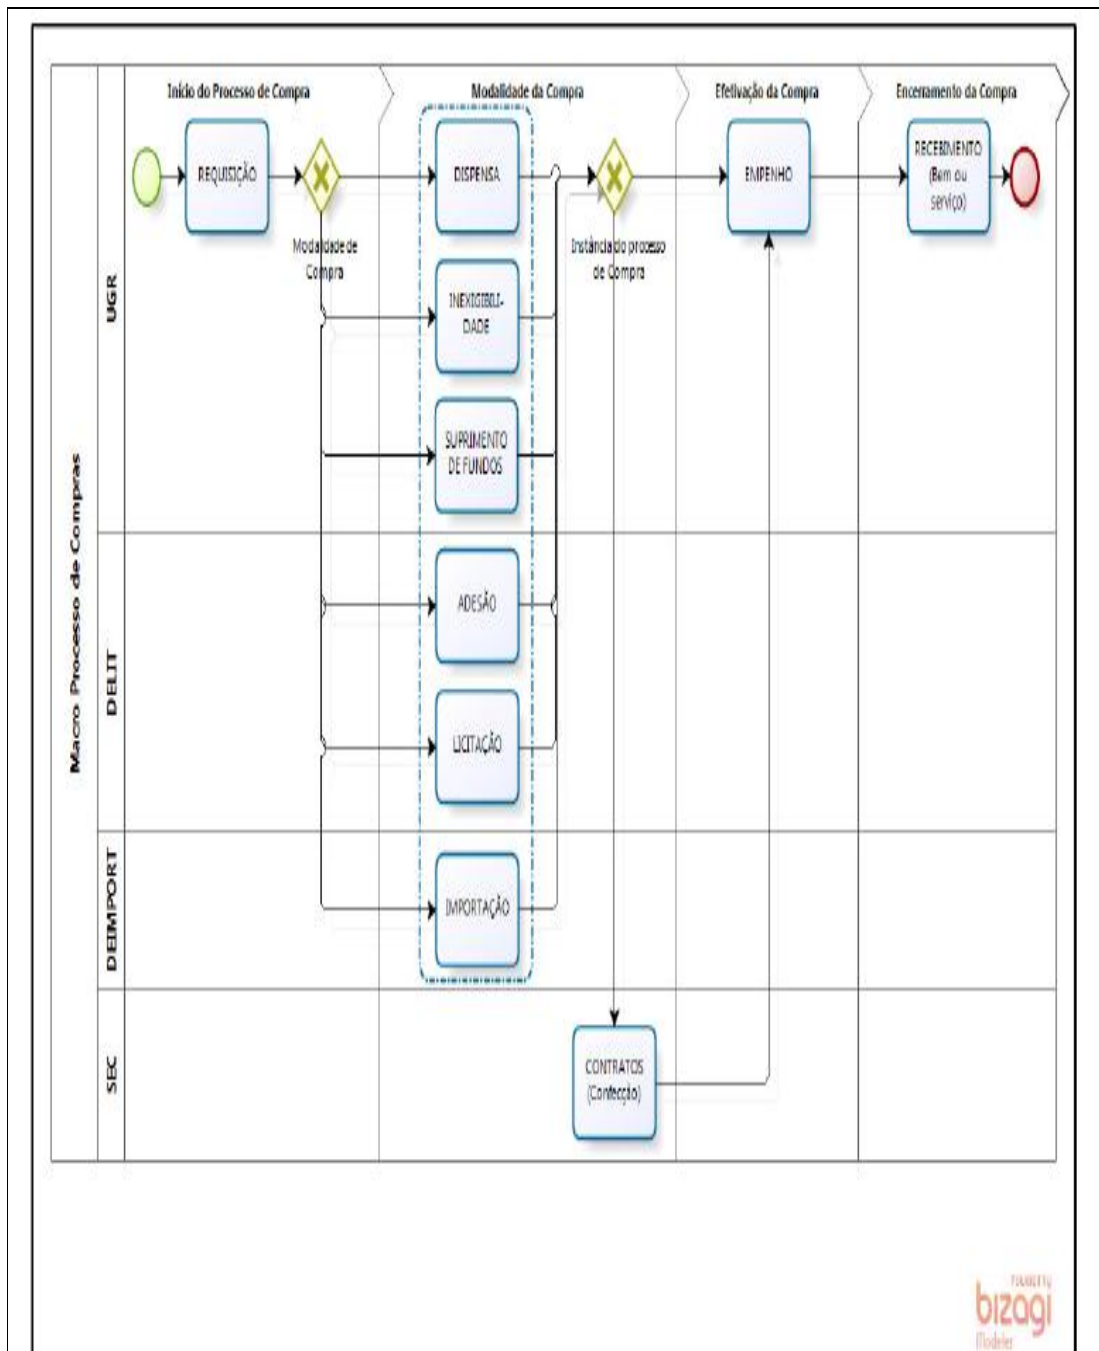 Início do Processo de Compra
Modalidade da Compra
Efetivação da Compra
Encerramento da Compra
Macro Processo de Compras
UGR
REQUISIÇÃO
Modalidade de
Compra
DISPENSA
Instância do processo
de Compra
EMPENHO
RECEBIMENTO
(Bem ou
serviço)
INEXIGIBILI-
DADE
SUPRIMENTO
DE FUNDOS
DELIT
ADESÃO
LICITAÇÃO
DEIMPORT
IMPORTAÇÃO
SEC
CONTRATOS
(Confecção)
POWERED BY
bizagi
Modeler